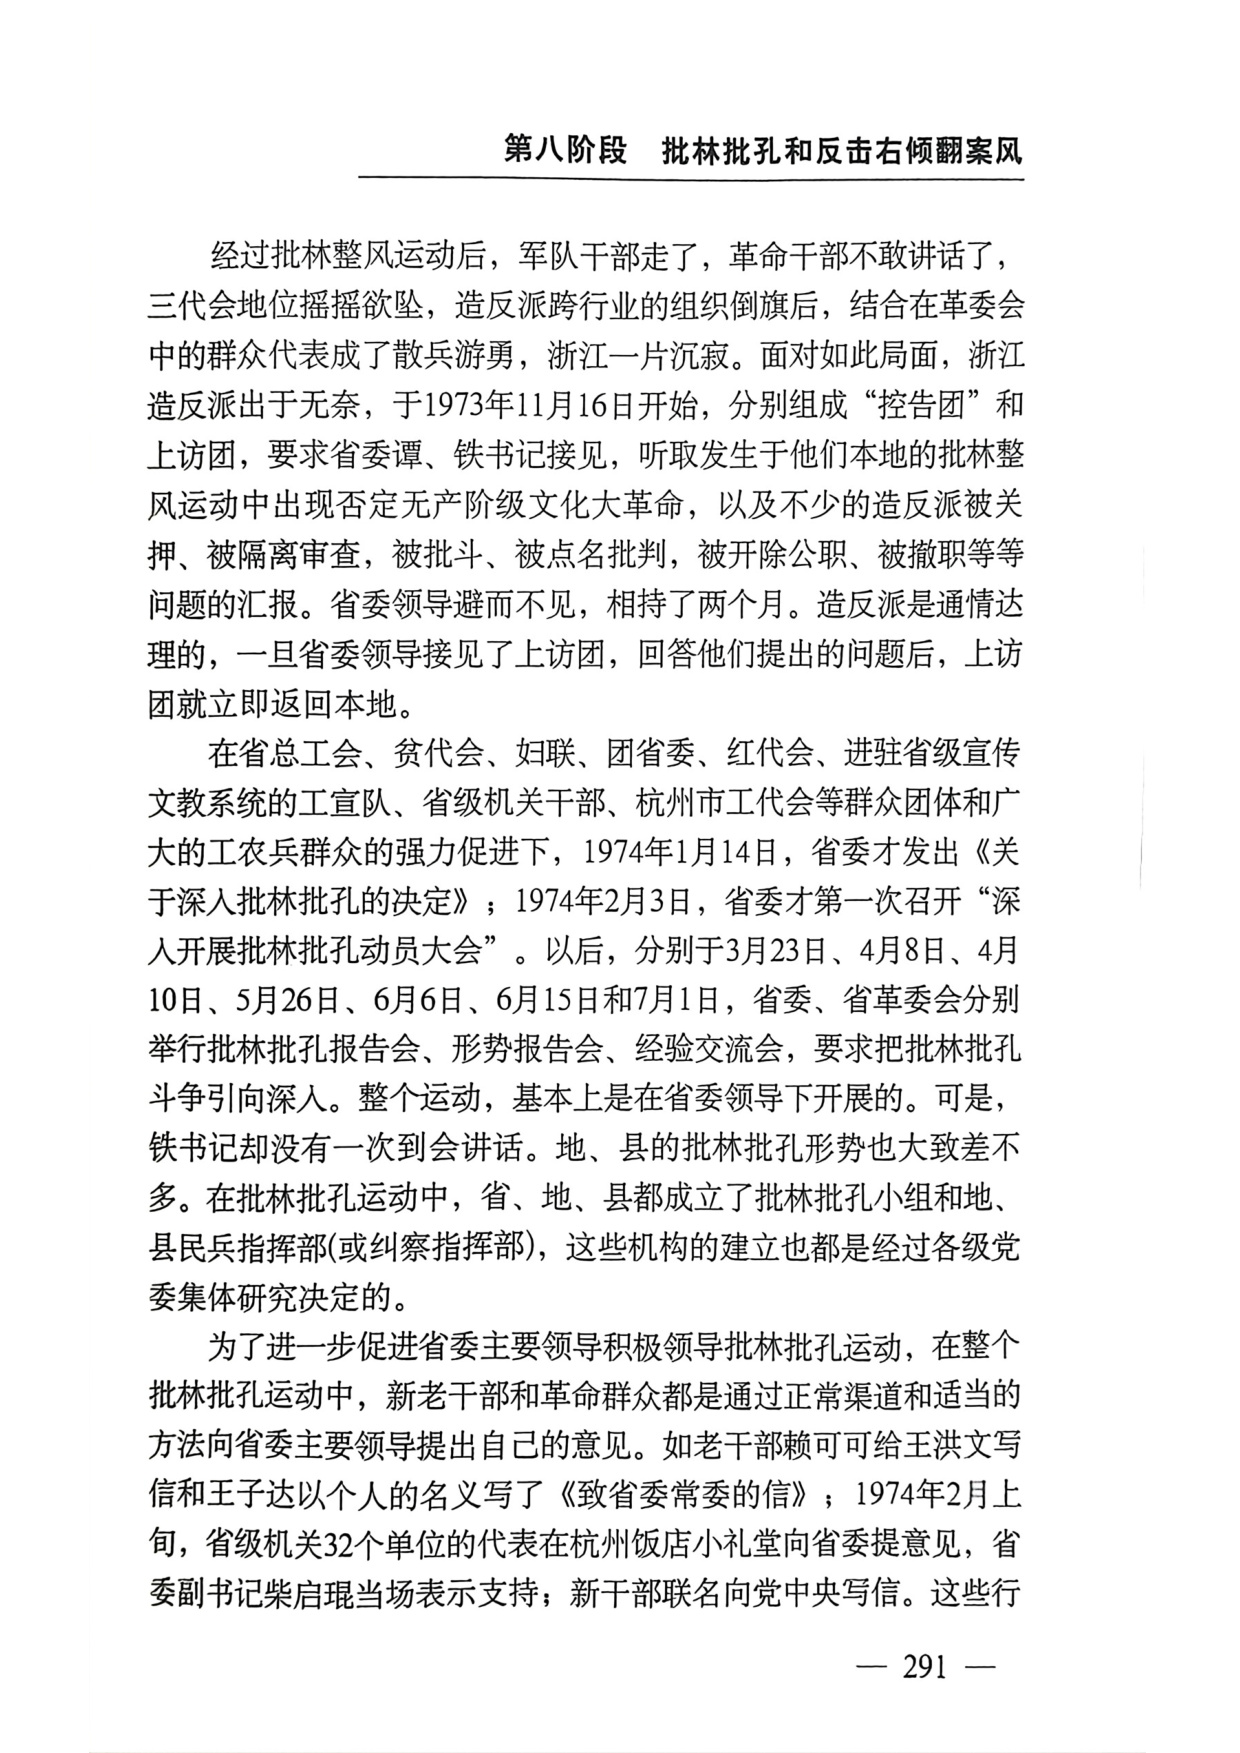 第八阶段 批林批孔和反击右倾翻案风
经过批林整风运动后，军队干部走了，革命干部不敢讲话了，
三代会地位摇摇欲坠，造反派跨行业的组织倒旗后，结合在革委会
中的群众代表成了散兵游勇，浙江一片沉寂。面对如此局面，浙江
造反派出于无奈，于1973年11月16日开始，分别组成“控告团”和
上访团，要求省委谭、铁书记接见，听取发生于他们本地的批林整
风运动中出现否定无产阶级文化大革命，以及不少的造反派被关
押、被隔离审查，被批斗、被点名批判，被开除公职、被撤职等等
问题的汇报。省委领导避而不见，相持了两个月。造反派是通情达
理的，一旦省委领导接见了上访团，回答他们提出的问题后，上访
团就立即返回本地。
在省总工会、贫代会、妇联、团省委、红代会、进驻省级宣传
文教系统的工宣队、省级机关干部、杭州市工代会等群众团体和广
大的工农兵群众的强力促进下，1974年1月14日，省委才发出《关
于深入批林批孔的决定》；1974年2月3日，省委才第一次召开“深
入开展批林批孔动员大会”。以后，分别于3月23日、4月8日、4月
10日、5月26日、6月6日、6月15日和7月1日，省委、省革委会分别
举行批林批孔报告会、形势报告会、经验交流会，要求把批林批孔
斗争引向深入。整个运动，基本上是在省委领导下开展的。可是，
铁书记却没有一次到会讲话。地、县的批林批孔形势也大致差不
多。在批林批孔运动中，省、地、县都成立了批林批孔小组和地、
县民兵指挥部(或纠察指挥部)，这些机构的建立也都是经过各级党
委集体研究决定的。
为了进一步促进省委主要领导积极领导批林批孔运动，在整个
批林批孔运动中，新老干部和革命群众都是通过正常渠道和适当的
方法向省委主要领导提出自己的意见。如老干部赖可可给王洪文写
信和王子达以个人的名义写了《致省委常委的信》；1974年2月上
旬，省级机关32个单位的代表在杭州饭店小礼堂向省委提意见，省
委副书记柴启琨当场表示支持；新干部联名向党中央写信。这些行
— 291 —